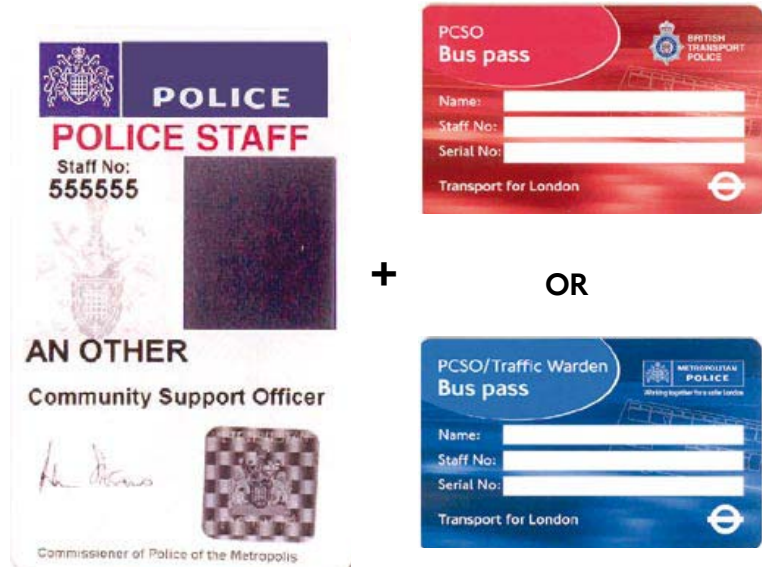 POLICE
POLICE STAFF
Staff No:
555555
AN OTHER
Community Support Officer
Commissioner of Police of the Metropolis
+
PCSO
Bus pass
BRITISH
TRANSPORT
POLICE
Name:
Staff No:
Serial No:
Transport for London
OR
PCSO/Traffic Warden
Bus pass
METROPOLITAN
POLICE
Working together for a safer London
Name:
Staff No:
Serial No:
Transport for London